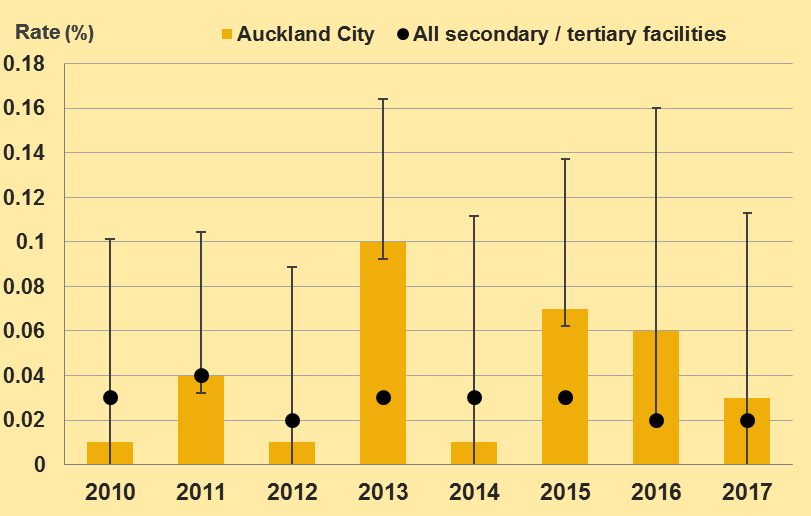 Rate (%)
Auckland City
All secondary / tertiary facilities
0.18
0.16
0.14
0.12
0.1
0.08
0.06
0.04
0.02
0
2010 2011 2012 2013 2014 2015 2016 2017